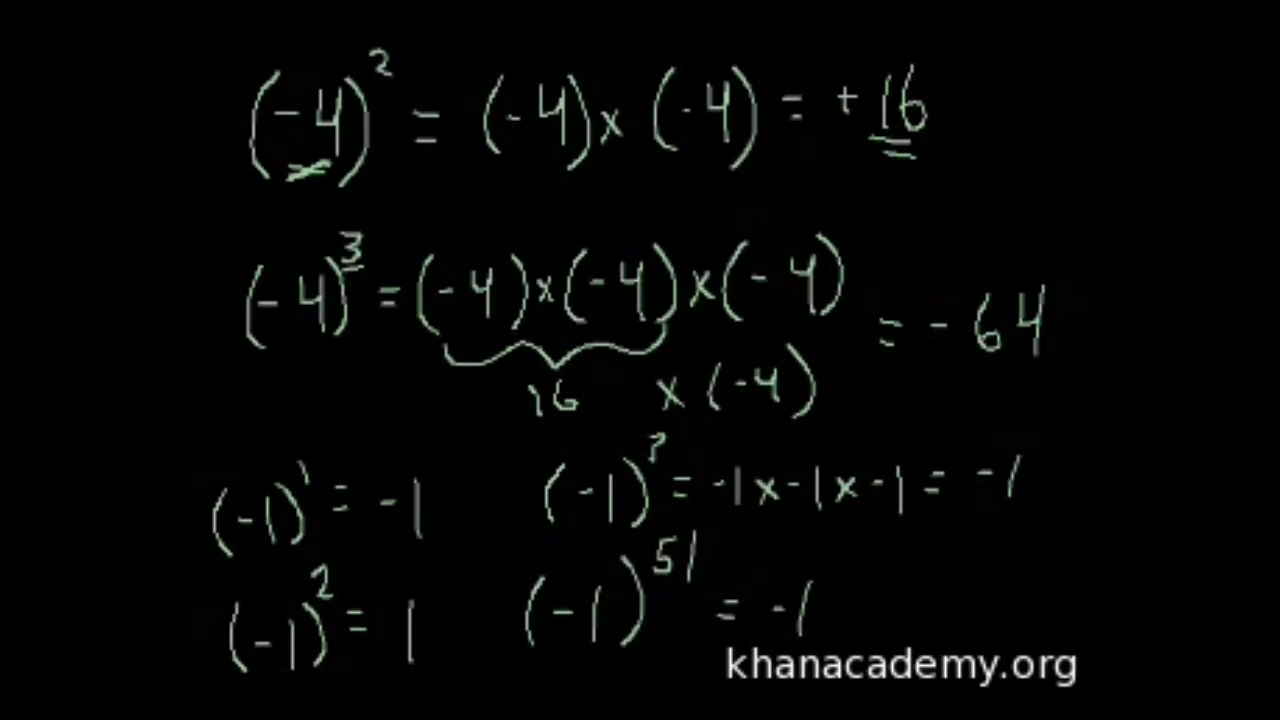 (-4)² = (-4) x (-4) = + 16
(-4)³ = (-4) x (-4) x (-4) = - 64
16 x (-4)
(-1)¹ = -1
(-1)³ = -1 x -1 x -1 = -1
(-1)² = 1
(-1)⁵¹ = -1
khanacademy.org